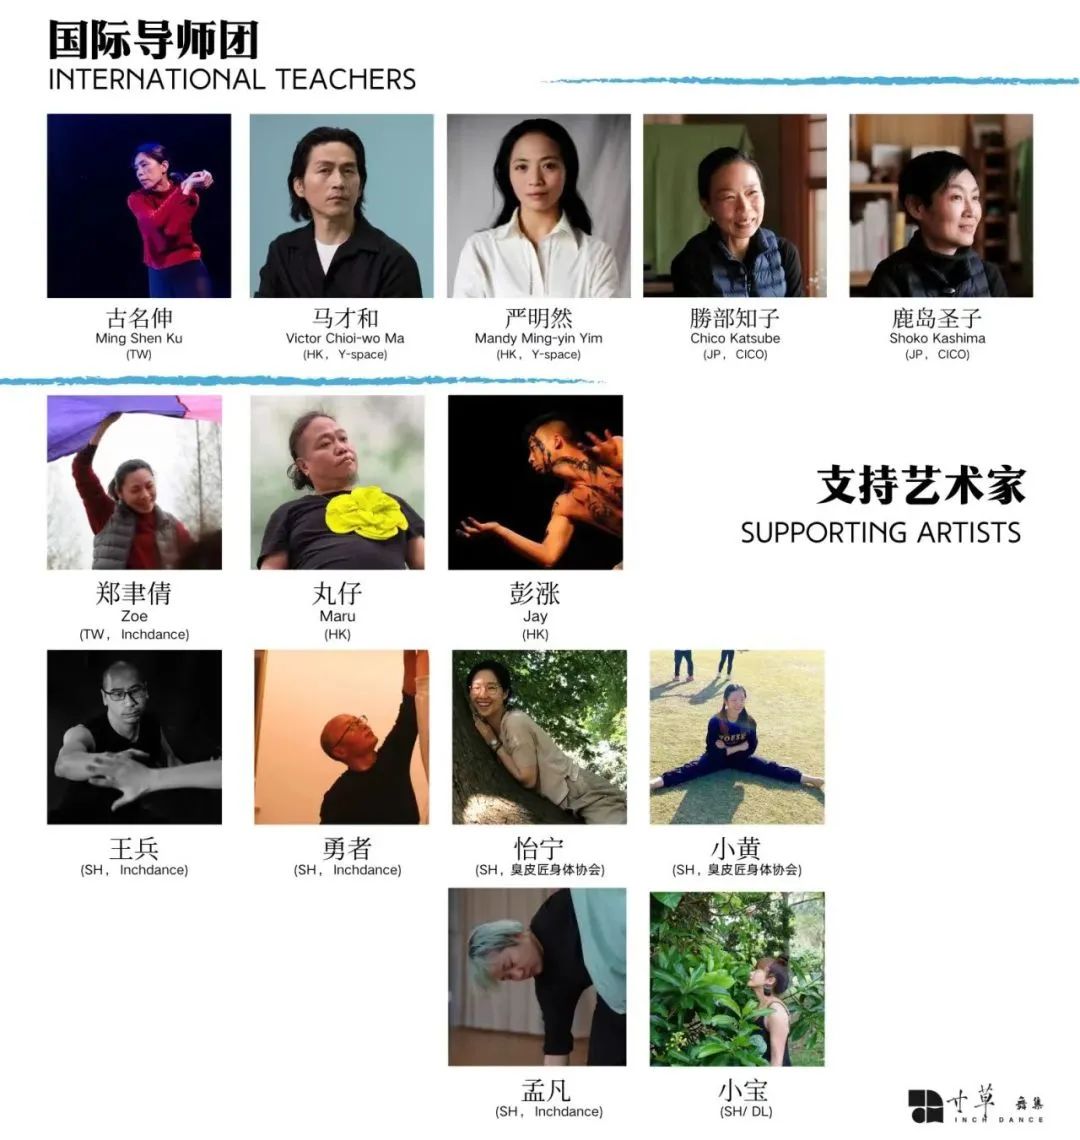 国际导师团
INTERNATIONAL TEACHERS
古名伸
Ming Shen Ku
(TW)
马才和
Victor Chioi-wo Ma
(HK，Y-space)
严明然
Mandy Ming-yin Yim
(HK，Y-space)
勝部知子
Chico Katsube
(JP，CICO)
鹿岛圣子
Shoko Kashima
(JP，CICO)
支持艺术家
SUPPORTING ARTISTS
郑聿倩
Zoe
(TW，Inchdance)
丸仔
Maru
(HK)
彭涨
Jay
(HK)
王兵
(SH，Inchdance)
勇者
(SH，Inchdance)
怡宁
(SH，臭皮匠身体协会)
小黄
(SH，臭皮匠身体协会)
孟凡
(SH，Inchdance)
小宝
(SH/ DL)
寸草 舞集
INCH DANCE